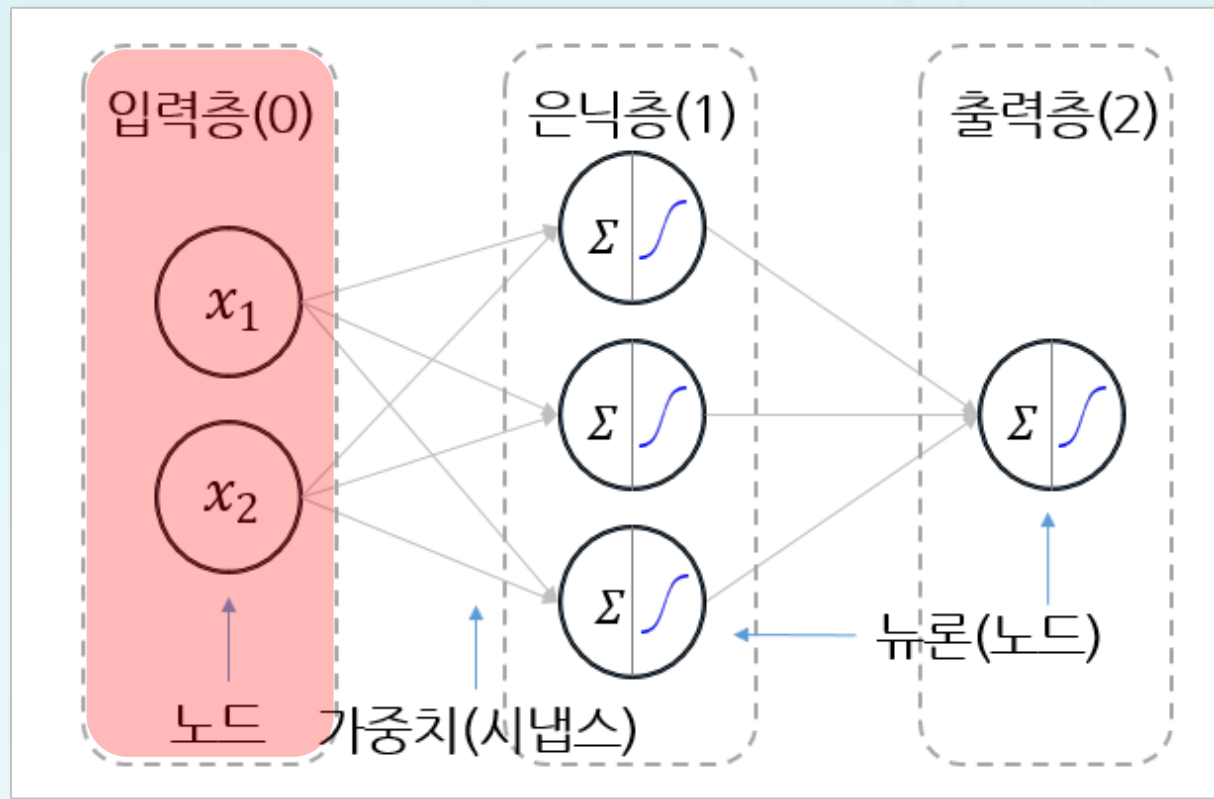 입력층(0)
은닉층(1)
출력층(2)
x₁
x₂
Σ
Σ
Σ
Σ
노드
가중치(시냅스)
뉴론(노드)